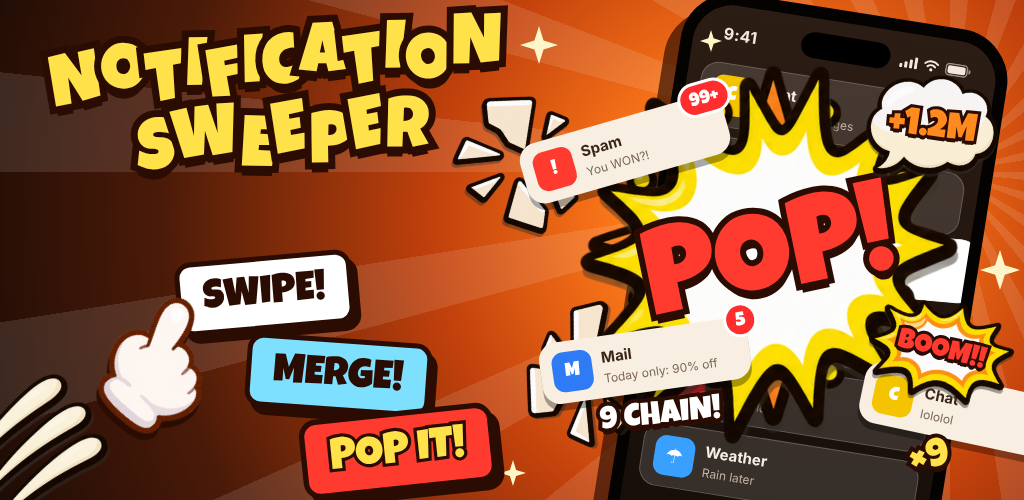 NOTIFICATION
SWEEPER
9:41
99+
Spam
You WON?!
+1.2M
POP!
SWIPE!
MERGE!
POP IT!
5
M
Mail
Today only: 90% off
9 CHAIN!
BOOM!!
C
Chat
lololol
+9
Weather
Rain later
!